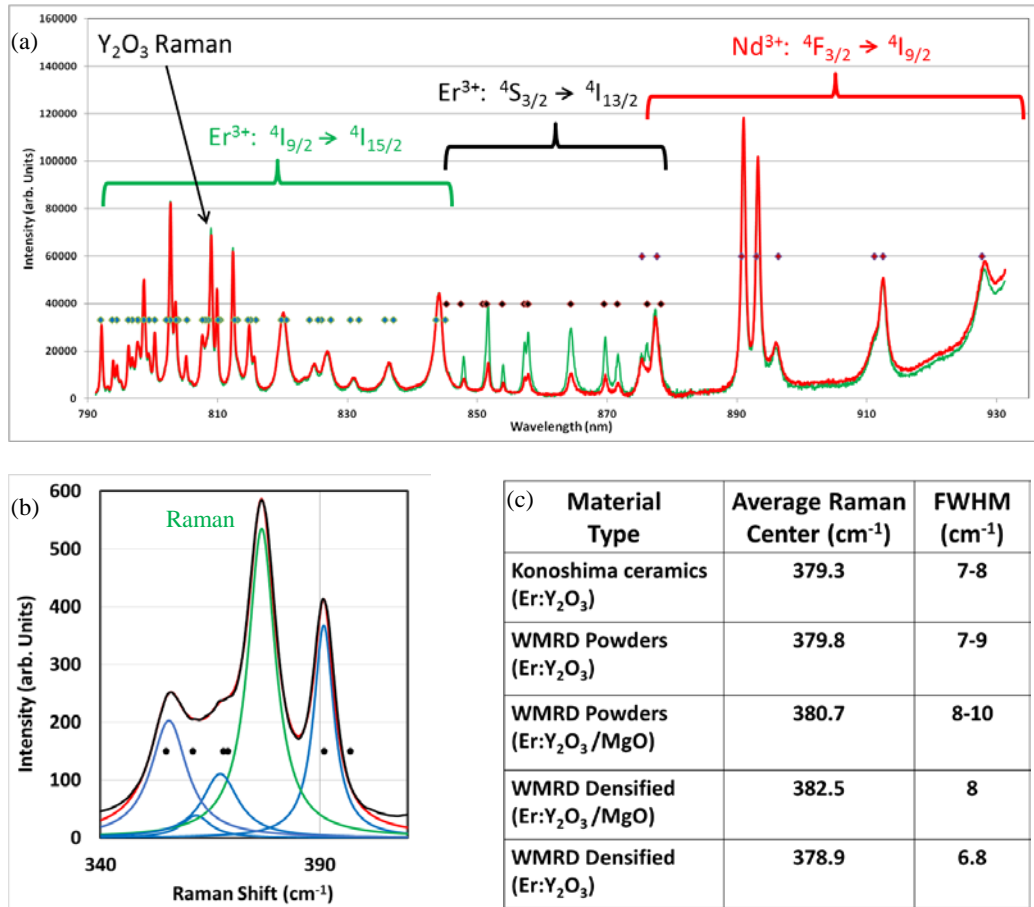 (a)
160000
140000
120000
100000
80000
60000
40000
20000
0
Intensity (arb. Units)
Y₂O₃ Raman
Er³⁺: ⁴I₉/₂ → ⁴I₁₅/₂
Er³⁺: ⁴S₃/₂ → ⁴I₁₃/₂
Nd³⁺: ⁴F₃/₂ → ⁴I₉/₂
790 810 830 850 870 890 910 930
Wavelength (nm)
(b)
600
500
400
300
200
100
0
Intensity (arb. Units)
Raman
340 390
Raman Shift (cm⁻¹)
(c)
Material Type Average Raman Center (cm⁻¹) FWHM (cm⁻¹)
Konoshima ceramics 379.3 7-8
(Er:Y₂O₃)
WMRD Powders 379.8 7-9
(Er:Y₂O₃)
WMRD Powders 380.7 8-10
(Er:Y₂O₃/MgO)
WMRD Densified 382.5 8
(Er:Y₂O₃/MgO)
WMRD Densified 378.9 6.8
(Er:Y₂O₃)